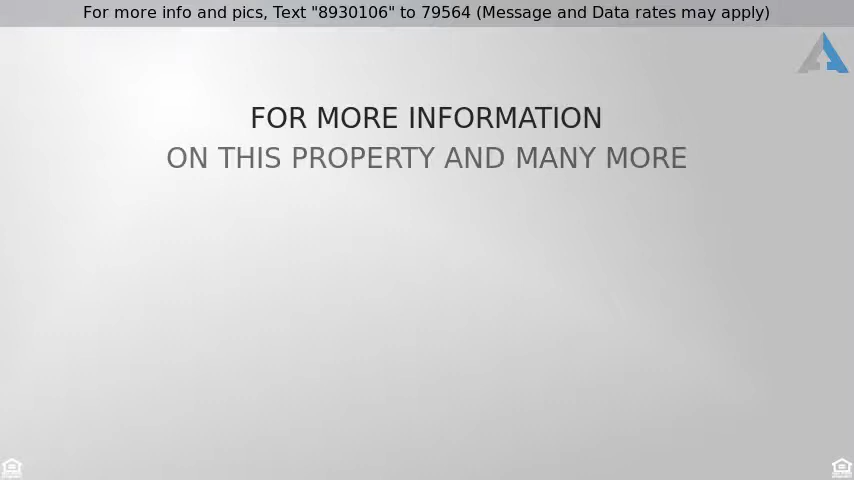 For more info and pics, Text "8930106" to 79564 (Message and Data rates may apply)
FOR MORE INFORMATION
ON THIS PROPERTY AND MANY MORE